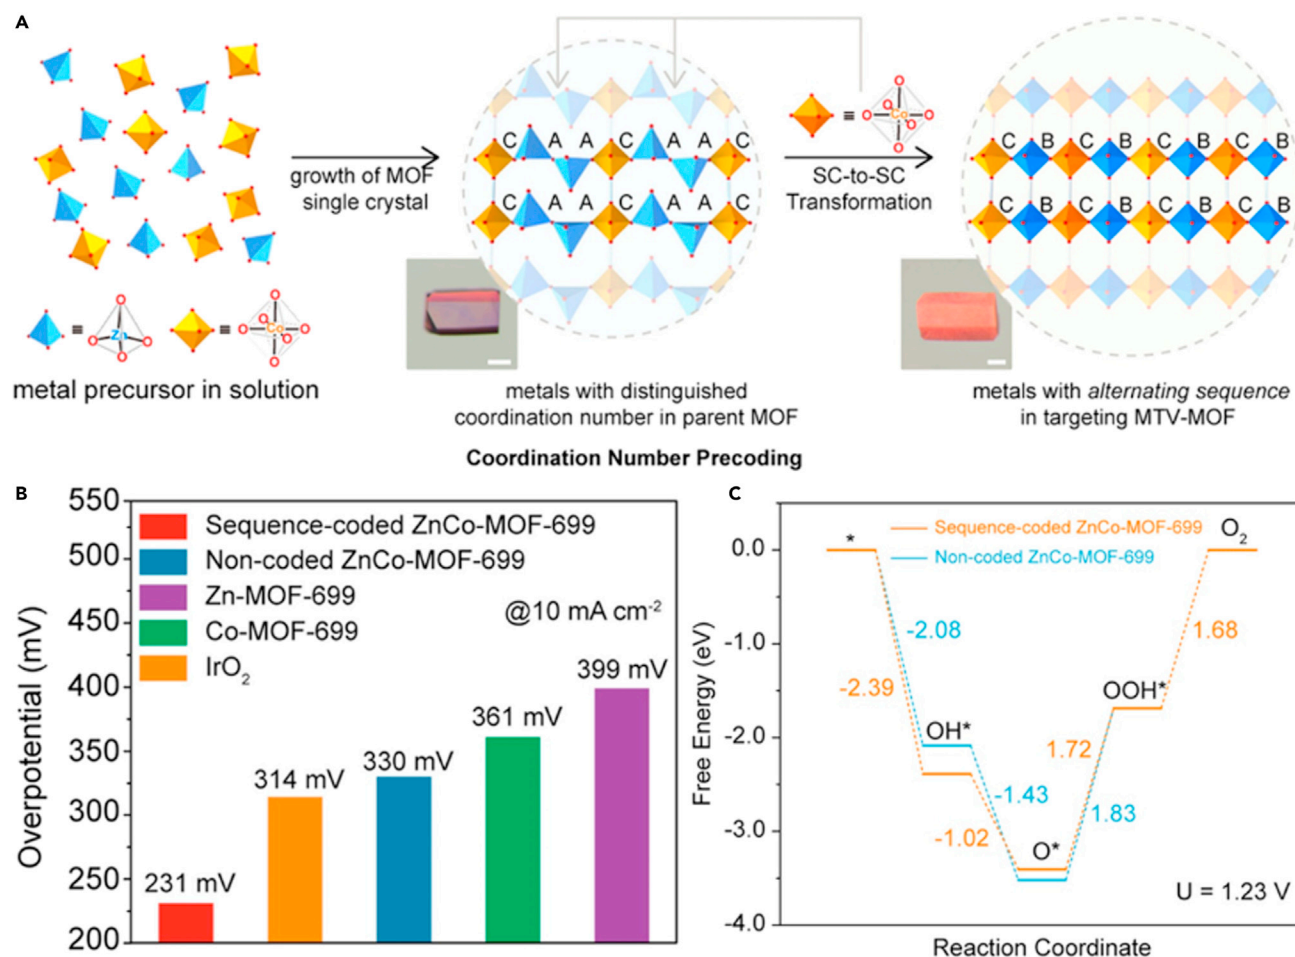 A
C A A C A A C
C A A C A A C
O
O Co O
O O
O
C B C B C B C B
C B C B C B C B
growth of MOF
single crystal
SC-to-SC
Transformation
O
Zn
O O
O
O
O Co O
O O
O
metal precursor in solution
metals with distinguished
coordination number in parent MOF
metals with alternating sequence
in targeting MTV-MOF
Coordination Number Precoding
B
Overpotential (mV)
550
500
450
400
350
300
250
200
Sequence-coded ZnCo-MOF-699
Non-coded ZnCo-MOF-699
Zn-MOF-699
Co-MOF-699
IrO₂
@10 mA cm⁻²
231 mV
314 mV
330 mV
361 mV
399 mV
C
Free Energy (eV)
0.0
-1.0
-2.0
-3.0
-4.0
Sequence-coded ZnCo-MOF-699
Non-coded ZnCo-MOF-699
*
O₂
-2.08
-2.39
1.68
OH*
OOH*
-1.43
-1.02
1.72
1.83
O*
U = 1.23 V
Reaction Coordinate